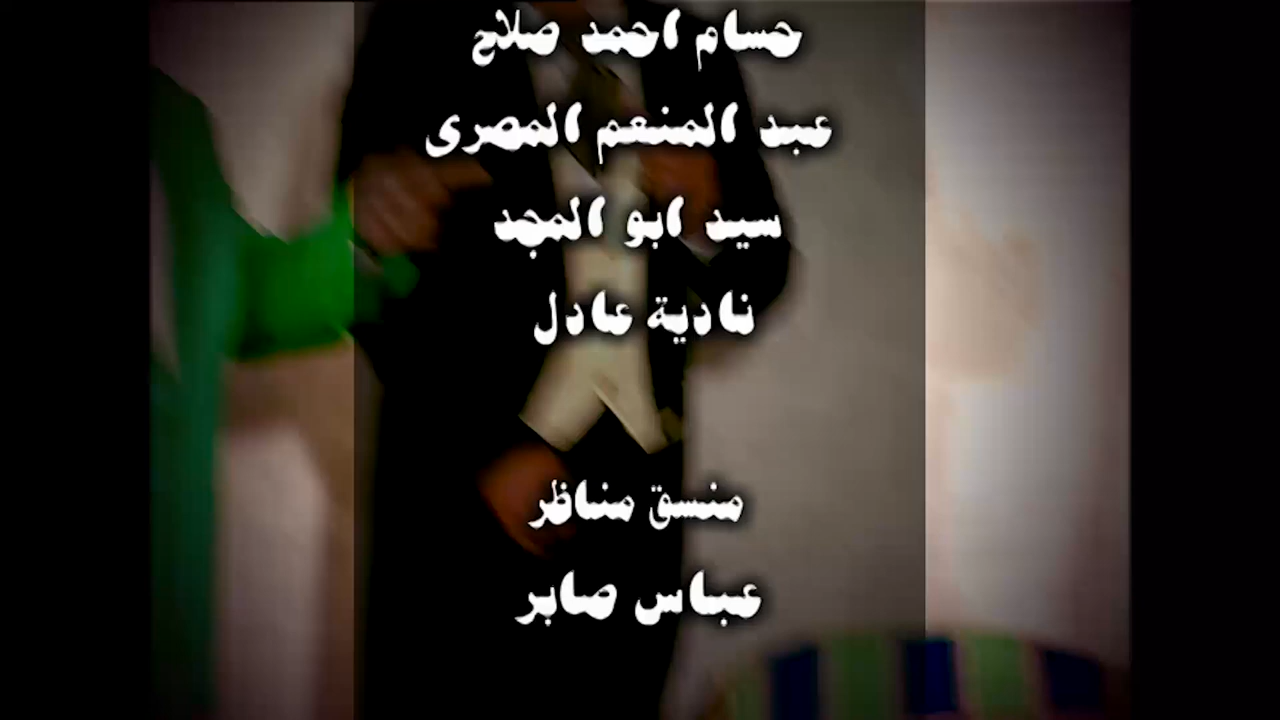 حسام احمد صلاح
عبد المنعم المصرى
سيد ابو المجد
نادية عادل
منسق مناظر
عباس صابر